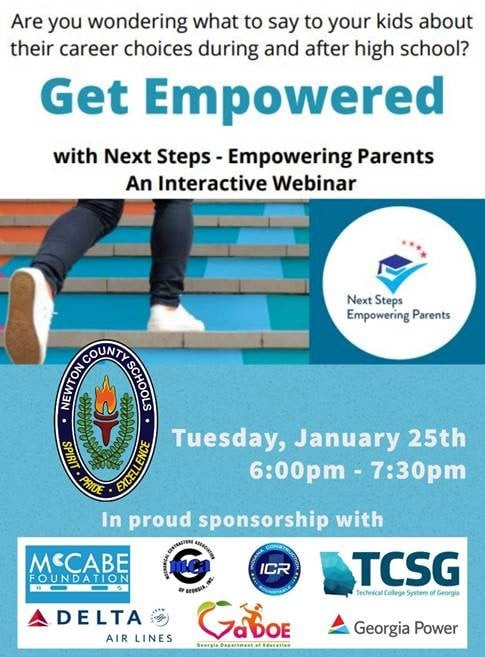 Are you wondering what to say to your kids about
their career choices during and after high school?
Get Empowered
with Next Steps - Empowering Parents
An Interactive Webinar
Next Steps
Empowering Parents
NEWTON COUNTY SCHOOLS
SPIRIT · PRIDE · EXCELLENCE
Tuesday, January 25th
6:00pm - 7:30pm
In proud sponsorship with
McCABE
FOUNDATION
MECHANICAL CONTRACTORS ASSOCIATION
mca
OF GEORGIA, INC.
INDIANA CONSTRUCTION
ICR
ROUNDTABLE
TCSG
Technical College System of Georgia
DELTA
AIR LINES
GaDOE
Georgia Department of Education
Georgia Power